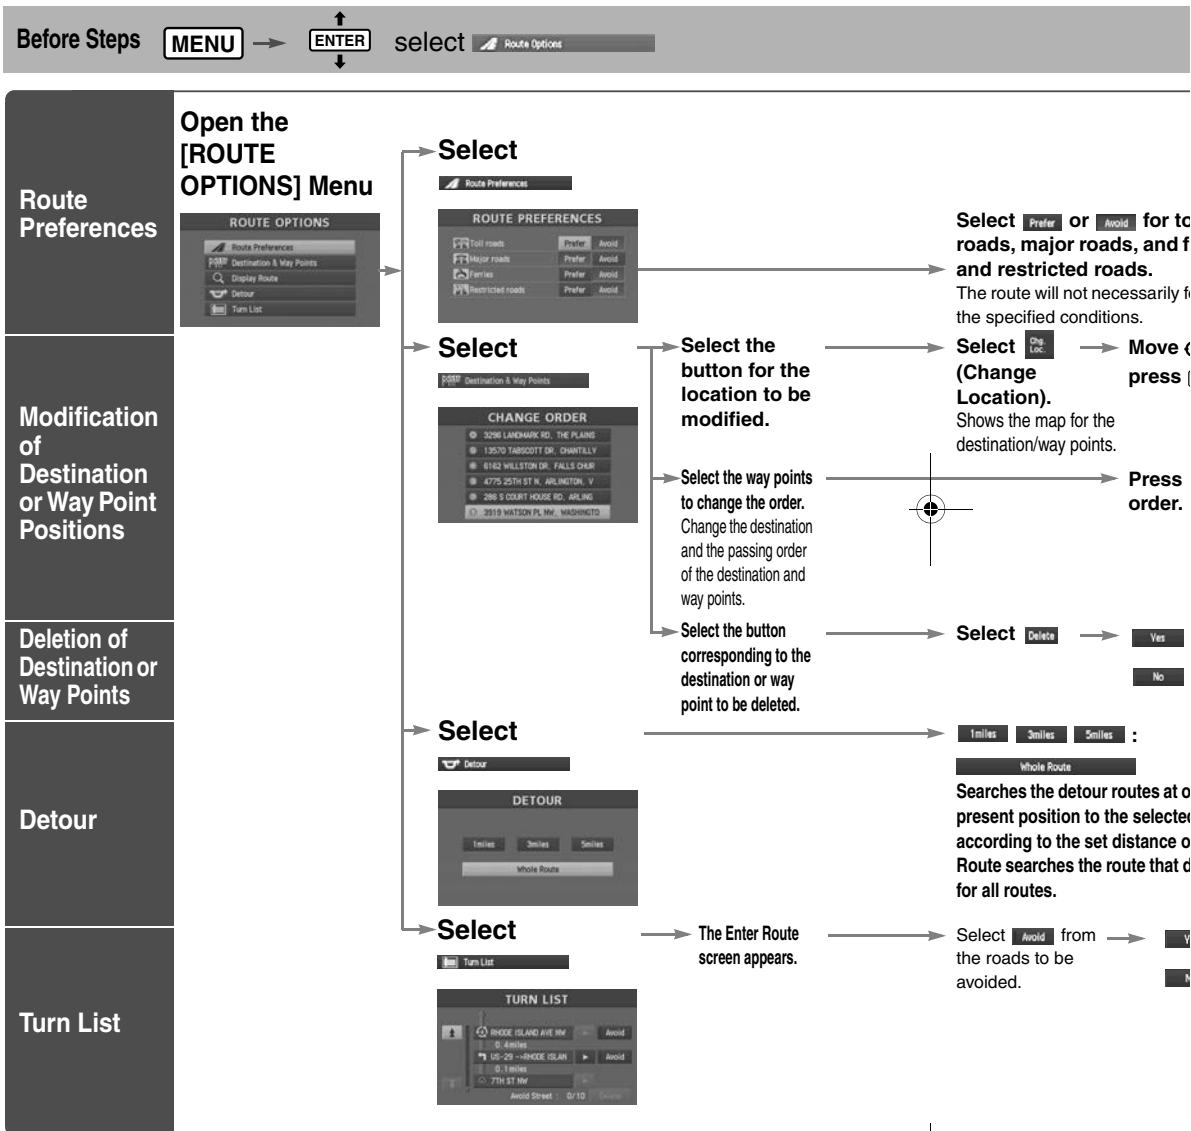 Before Steps MENU ENTER select Route Options
Open the
[ROUTE
OPTIONS] Menu
ROUTE OPTIONS
Route Preferences
Destination & Way Points
Display Route
Detour
Turn List
Route
Preferences
Select
Route Preferences
ROUTE PREFERENCES
Toll roads Prefer Avoid
Major roads Prefer Avoid
Ferries Prefer Avoid
Restricted roads Prefer Avoid
Select Prefer or Avoid for to
roads, major roads, and f
and restricted roads.
The route will not necessarily f
the specified conditions.
Modification
of
Destination
or Way Point
Positions
Select
Destination & Way Points
CHANGE ORDER
3296 LANDMARK RD, THE PLAINS
13570 TABSCOTT DR, CHANTILLY
6162 WILLSTON DR, FALLS CHUR
4775 25TH ST N, ARLINGTON, V
286 S COURT HOUSE RD, ARLING
3919 WATSON PL NW, WASHINGTO
Select the
button for the
location to be
modified.
Select Chg. Loc.
(Change
Location).
Shows the map for the
destination/way points.
Move
press
Select the way points
to change the order.
Change the destination
and the passing order
of the destination and
way points.
Press
order.
Deletion of
Destination or
Way Points
Select the button
corresponding to the
destination or way
point to be deleted.
Select Delete
Yes
No
Detour
Select
Detour
DETOUR
1miles 3miles 5miles
Whole Route
1miles 3miles 5miles :
Whole Route
Searches the detour routes at o
present position to the selected
according to the set distance o
Route searches the route that d
for all routes.
Turn List
Select
Turn List
TURN LIST
RHODE ISLAND AVE NW Avoid
0.4miles
US-29 -->RHODE ISLAN Avoid
0.1miles
7TH ST NW
Avoid Street : 0/10 Delete
The Enter Route
screen appears.
Select Avoid from
the roads to be
avoided.
Y
N